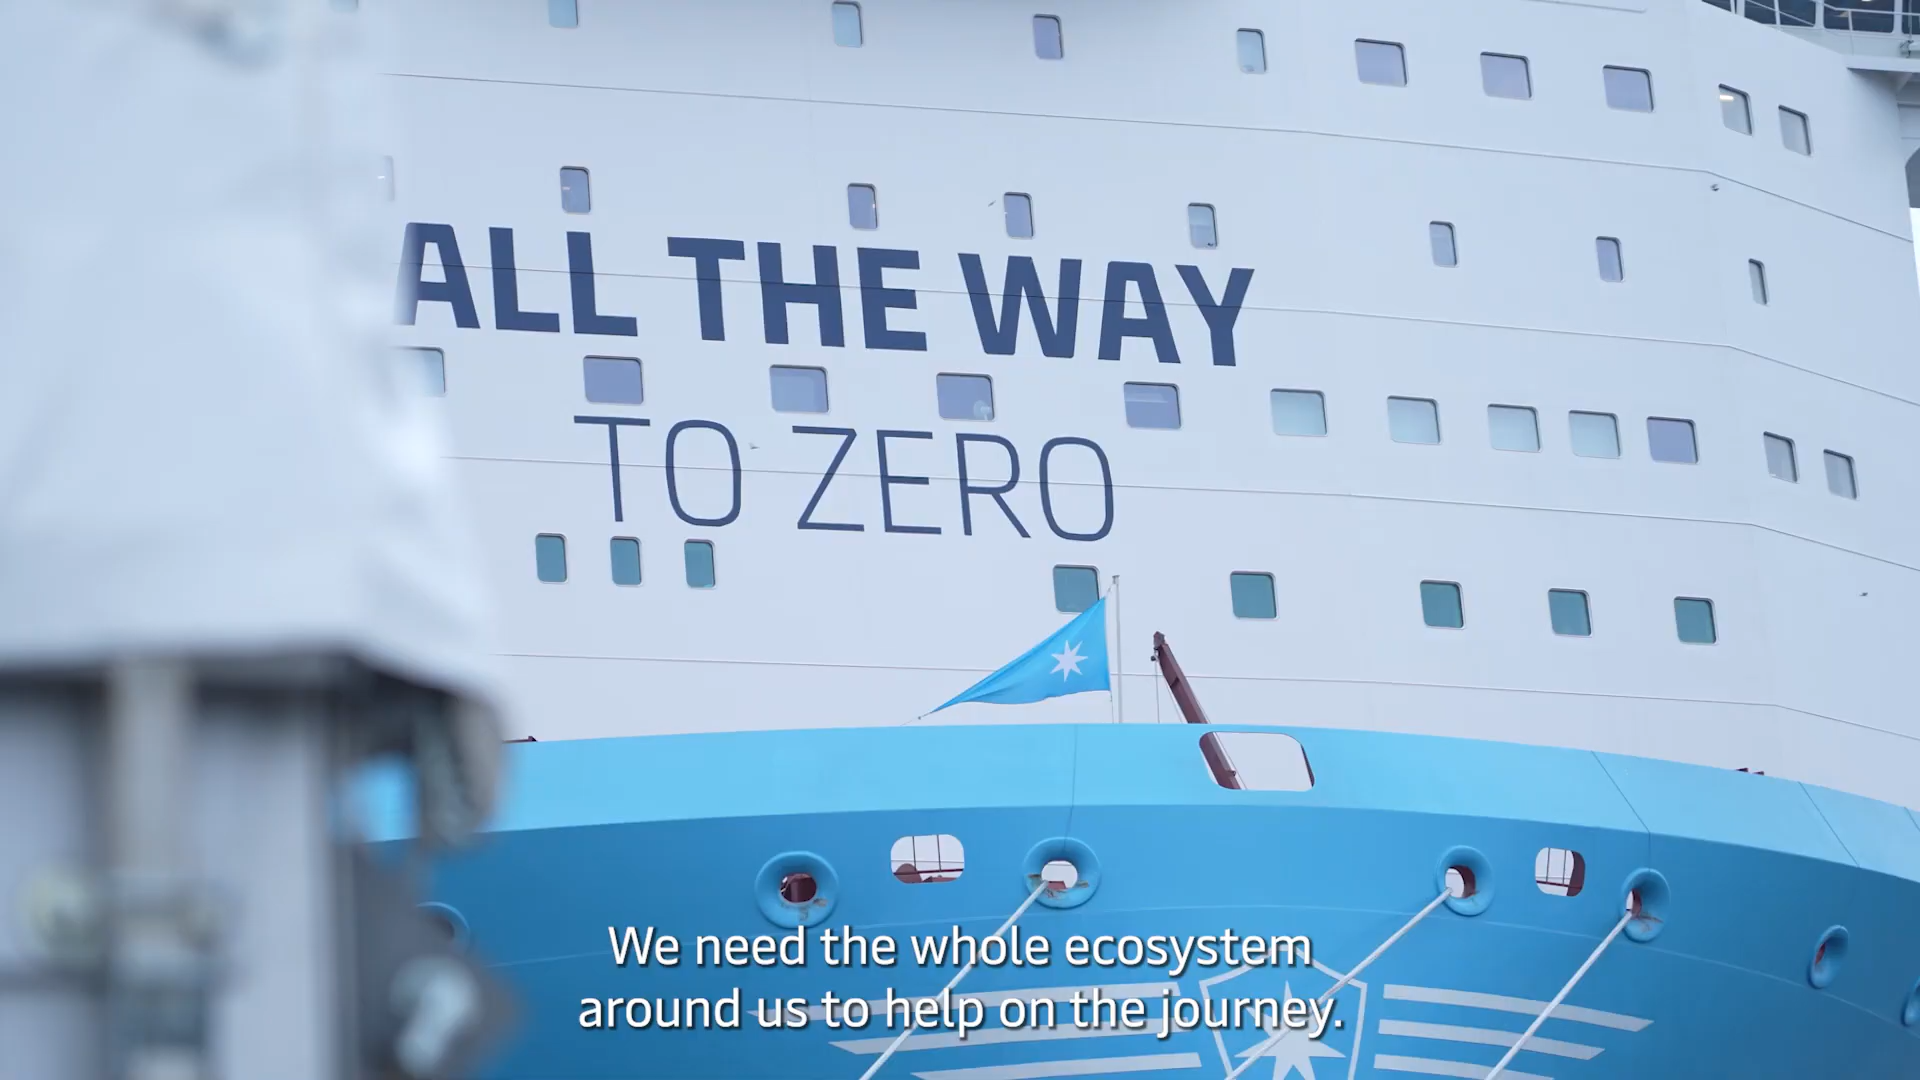 ALL THE WAY
TO ZERO
We need the whole ecosystem
around us to help on the journey.